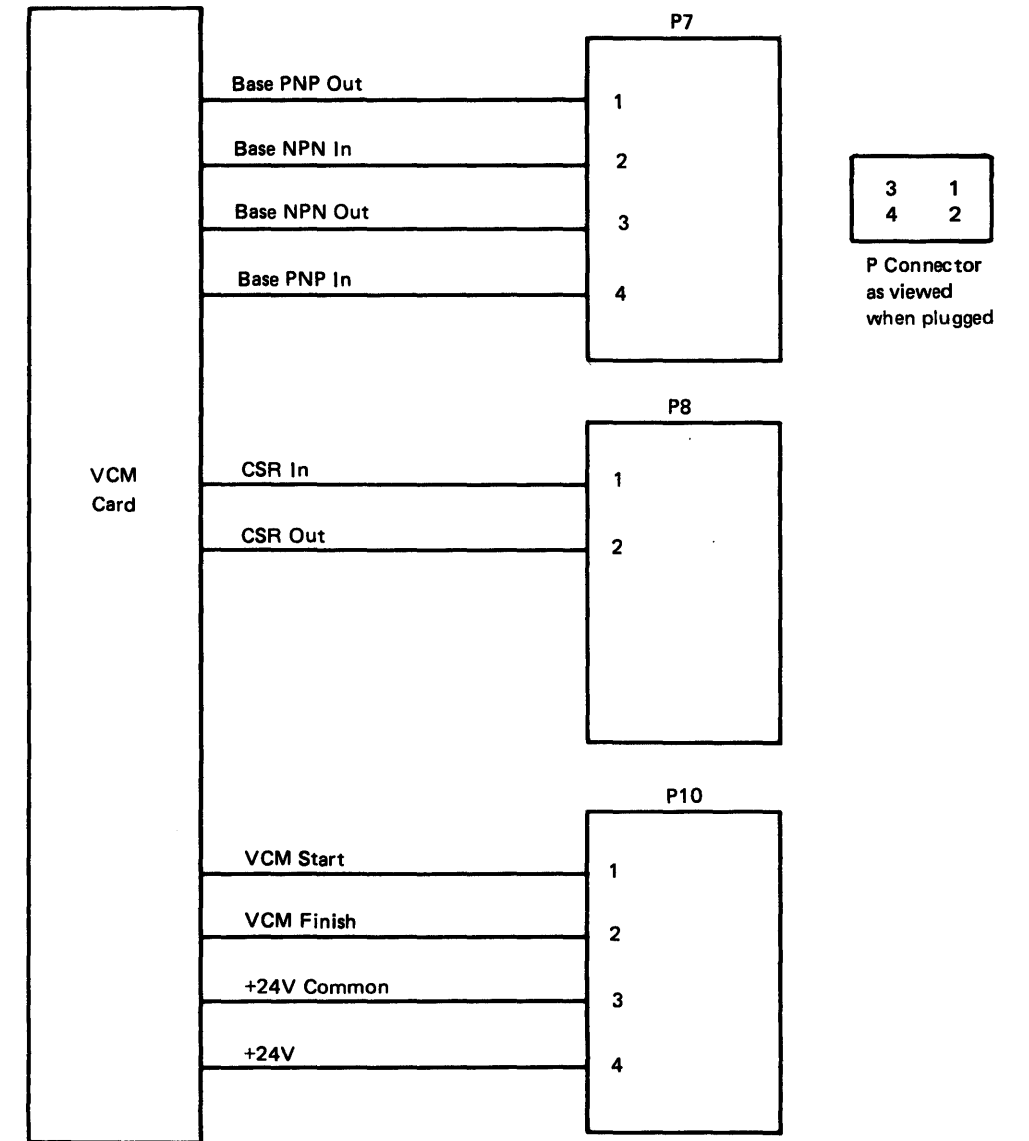 P7
Base PNP Out
1
Base NPN In
2
Base NPN Out
3
Base PNP In
4
3 1
4 2
P Connector
as viewed
when plugged
P8
VCM
Card
CSR In
1
CSR Out
2
P10
VCM Start
1
VCM Finish
2
+24V Common
3
+24V
4